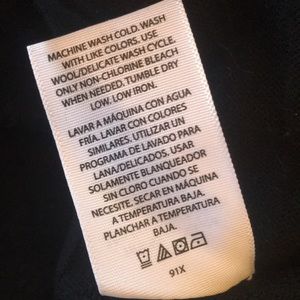 MACHINE WASH COLD. WASH
WITH LIKE COLORS. USE
WOOL/DELICATE WASH CYCLE.
ONLY NON-CHLORINE BLEACH
WHEN NEEDED. TUMBLE DRY
LOW. LOW IRON.
LAVAR A MÁQUINA CON AGUA
FRÍA. LAVAR CON COLORES
SIMILARES. UTILIZAR UN
PROGRAMA DE LAVADO PARA
LANA/DELICADOS. USAR
SOLAMENTE BLANQUEADOR
SIN CLORO CUANDO SE
NECESITE. SECAR EN MÁQUINA
A TEMPERATURA BAJA.
PLANCHAR A TEMPERATURA
BAJA.
91X